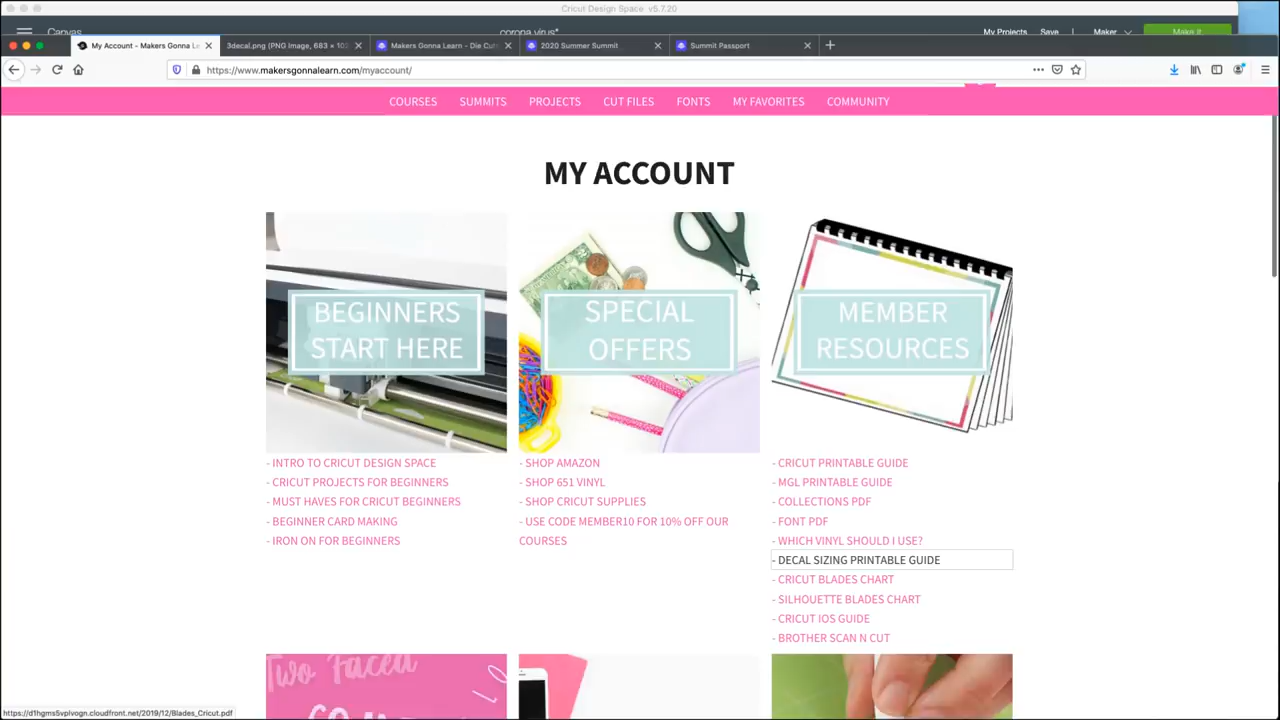 Cricut Design Space v5.7.20
Canvas
corona virus*
My Projects
Save
Maker
Make It
My Account - Makers Gonna Le
3decal.png (PNG Image, 683 × 102
Makers Gonna Learn - Die Cut
2020 Summer Summit
Summit Passport
https://www.makersgonnalearn.com/myaccount/
COURSES
SUMMITS
PROJECTS
CUT FILES
FONTS
MY FAVORITES
COMMUNITY
MY ACCOUNT
BEGINNERS
START HERE
- INTRO TO CRICUT DESIGN SPACE
- CRICUT PROJECTS FOR BEGINNERS
- MUST HAVES FOR CRICUT BEGINNERS
- BEGINNER CARD MAKING
- IRON ON FOR BEGINNERS
SPECIAL
OFFERS
- SHOP AMAZON
- SHOP 651 VINYL
- SHOP CRICUT SUPPLIES
- USE CODE MEMBER10 FOR 10% OFF OUR
COURSES
MEMBER
RESOURCES
- CRICUT PRINTABLE GUIDE
- MGL PRINTABLE GUIDE
- COLLECTIONS PDF
- FONT PDF
- WHICH VINYL SHOULD I USE?
- DECAL SIZING PRINTABLE GUIDE
- CRICUT BLADES CHART
- SILHOUETTE BLADES CHART
- CRICUT IOS GUIDE
- BROTHER SCAN N CUT
Two Faced
https://d1hgms5vplvogn.cloudfront.net/2019/12/Blades_Cricut.pdf